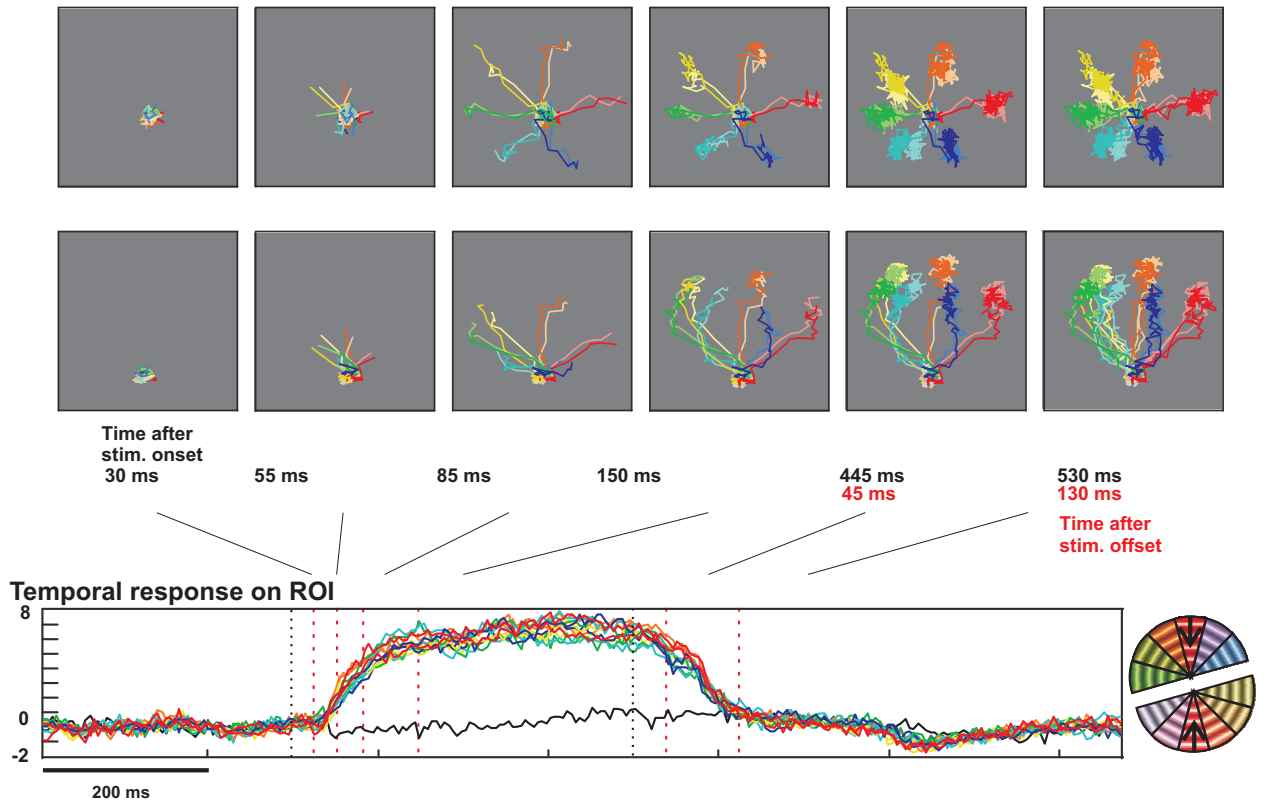 Time after
stim. onset
30 ms
55 ms
85 ms
150 ms
445 ms
530 ms
45 ms
130 ms
Time after
stim. offset
Temporal response on ROI
8
0
-2
200 ms